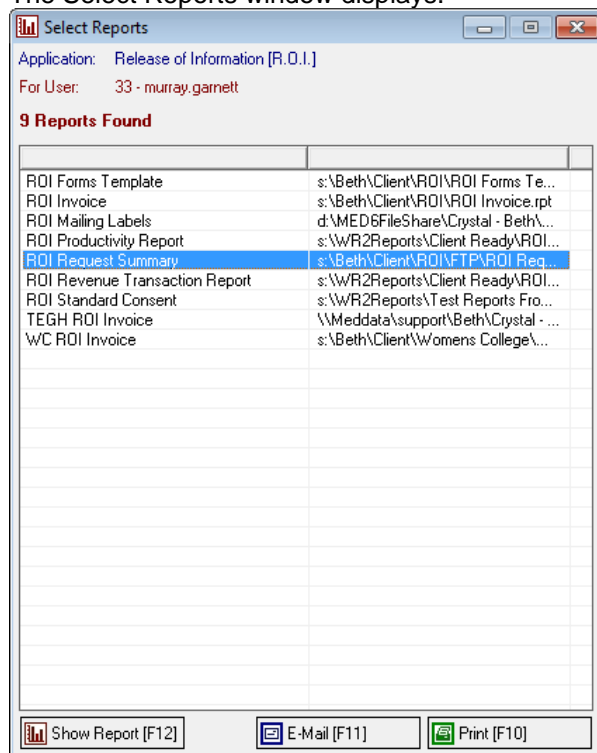 The Select Reports window displays.
Select Reports
Application: Release of Information [R.O.I.]
For User: 33 - murray.garnett
9 Reports Found
ROI Forms Template s:\Beth\Client\ROI\ROI Forms Te...
ROI Invoice s:\Beth\Client\ROI\ROI Invoice.rpt
ROI Mailing Labels d:\MED6FileShare\Crystal - Beth\...
ROI Productivity Report s:\WR2Reports\Client Ready\ROI...
ROI Request Summary s:\Beth\Client\ROI\FTP\ROI Req...
ROI Revenue Transaction Report s:\WR2Reports\Client Ready\ROI...
ROI Standard Consent s:\WR2Reports\Test Reports Fro...
TEGH ROI Invoice \\Meddata\support\Beth\Crystal - ...
WC ROI Invoice s:\Beth\Client\Womens College\...
Show Report [F12] E-Mail [F11] Print [F10]